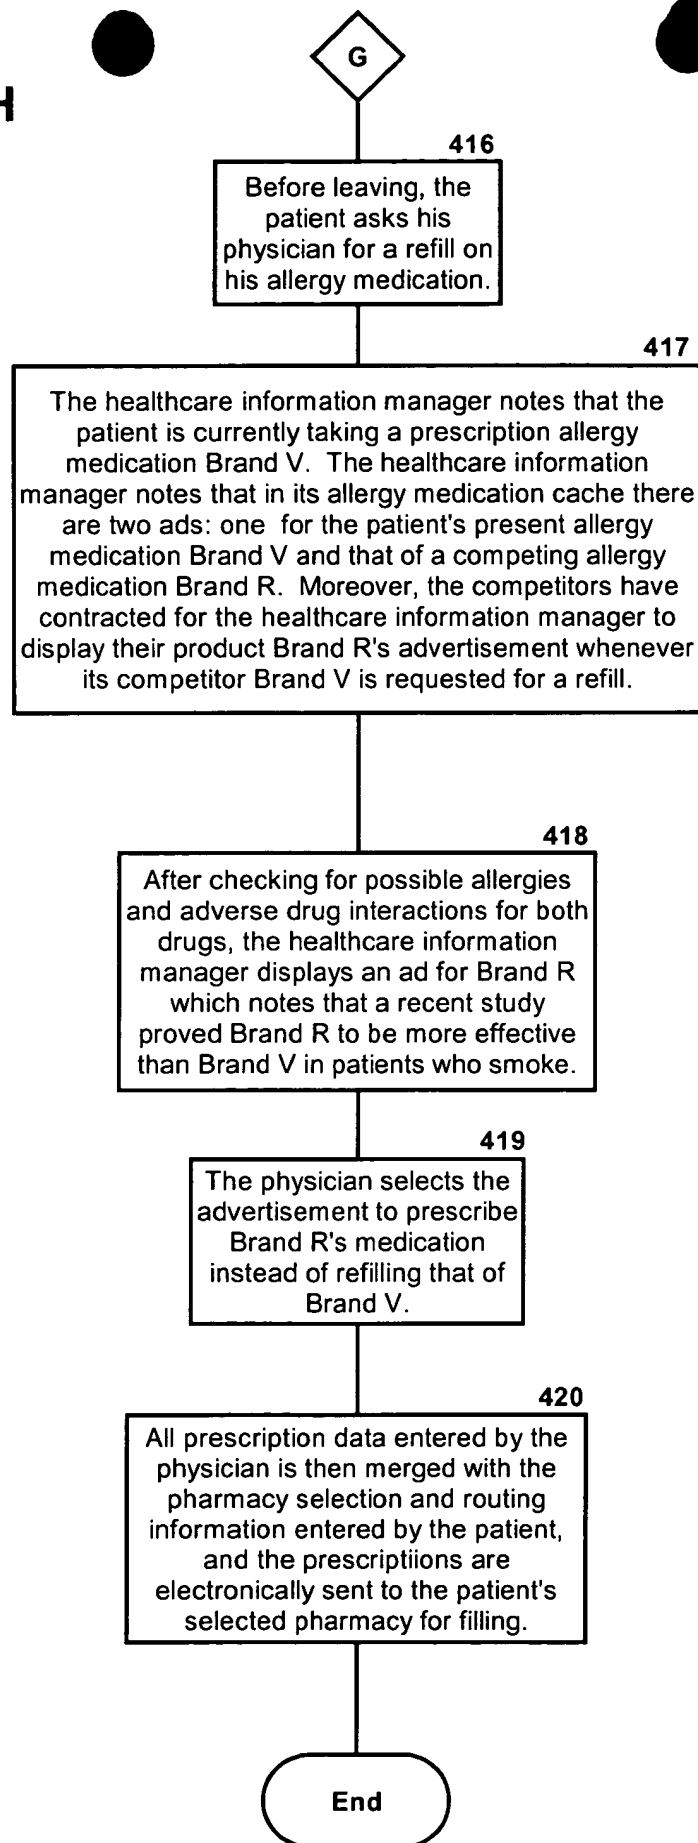 G
H
416
Before leaving, the
patient asks his
physician for a refill on
his allergy medication.
417
The healthcare information manager notes that the
patient is currently taking a prescription allergy
medication Brand V. The healthcare information
manager notes that in its allergy medication cache there
are two ads: one for the patient's present allergy
medication Brand V and that of a competing allergy
medication Brand R. Moreover, the competitors have
contracted for the healthcare information manager to
display their product Brand R's advertisement whenever
its competitor Brand V is requested for a refill.
418
After checking for possible allergies
and adverse drug interactions for both
drugs, the healthcare information
manager displays an ad for Brand R
which notes that a recent study
proved Brand R to be more effective
than Brand V in patients who smoke.
419
The physician selects the
advertisement to prescribe
Brand R's medication
instead of refilling that of
Brand V.
420
All prescription data entered by the
physician is then merged with the
pharmacy selection and routing
information entered by the patient,
and the prescriptiions are
electronically sent to the patient's
selected pharmacy for filling.
End